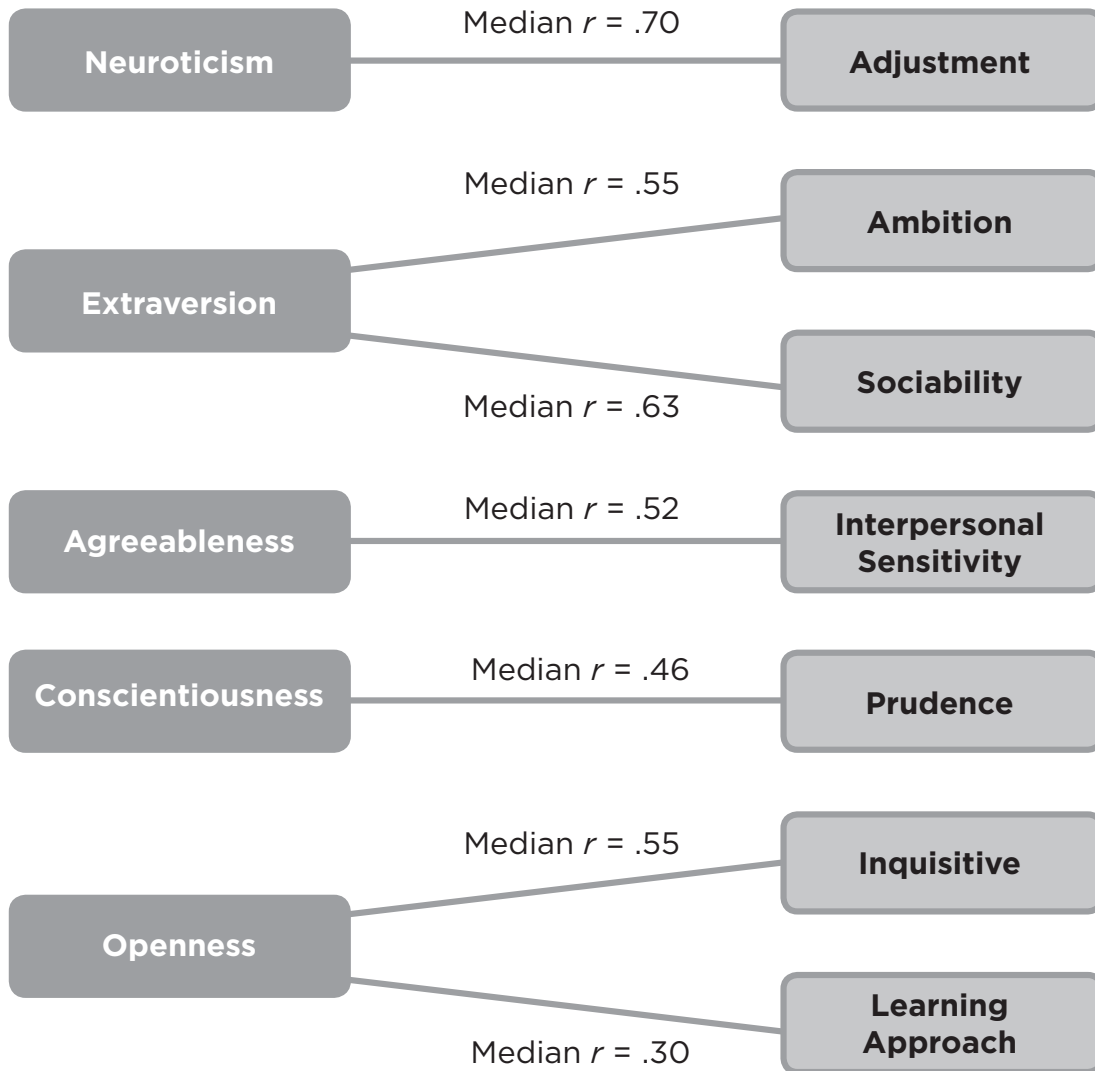 Median r = .70
Neuroticism
Adjustment
Median r = .55
Ambition
Extraversion
Sociability
Median r = .63
Median r = .52
Agreeableness
Interpersonal
Sensitivity
Median r = .46
Conscientiousness
Prudence
Median r = .55
Inquisitive
Openness
Learning
Approach
Median r = .30